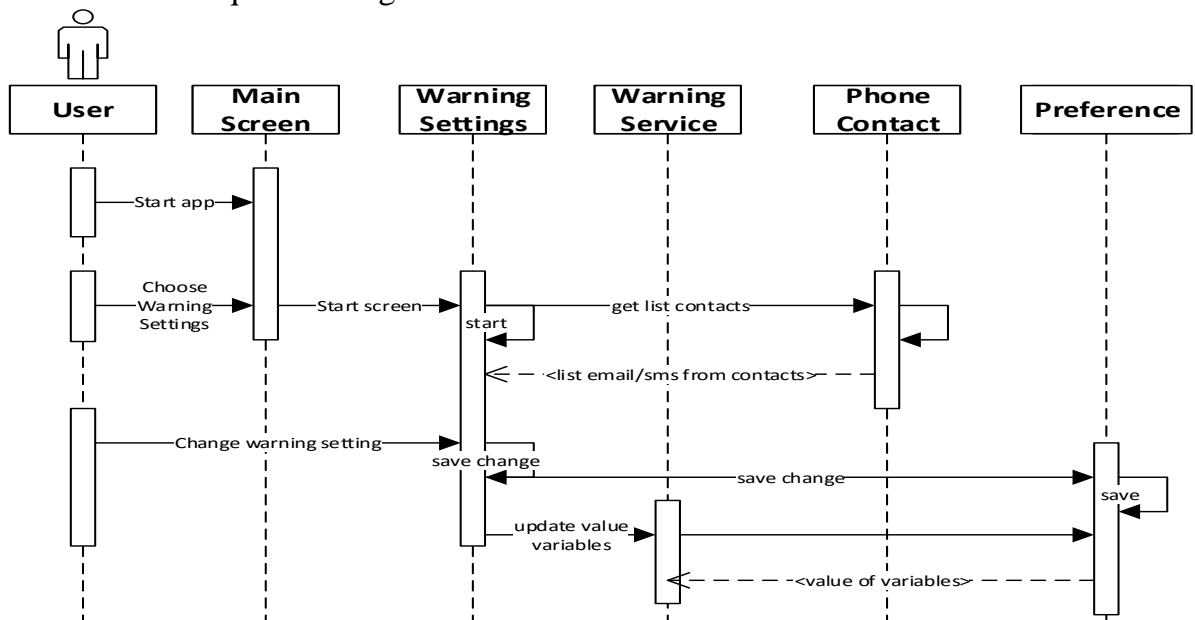 User
Main
Screen
Warning
Settings
Warning
Service
Phone
Contact
Preference
Start app
Choose
Warning
Settings
Start screen
start
get list contacts
<list email/sms from contacts>
Change warning setting
save change
save change
save
update value
variables
<value of variables>